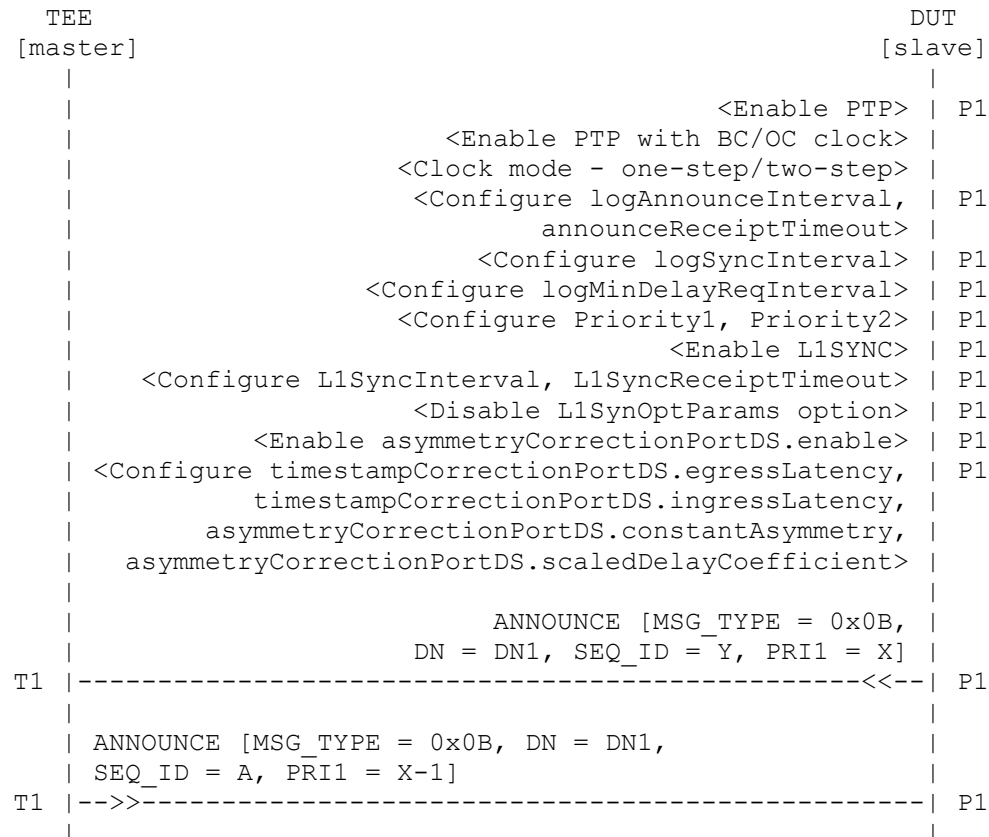 TEE DUT
[master] [slave]
| |
| <Enable PTP> | P1
| <Enable PTP with BC/OC clock> |
| <Clock mode - one-step/two-step> |
| <Configure logAnnounceInterval, | P1
| announceReceiptTimeout> |
| <Configure logSyncInterval> | P1
| <Configure logMinDelayReqInterval> | P1
| <Configure Priority1, Priority2> | P1
| <Enable L1SYNC> | P1
| <Configure L1SyncInterval, L1SyncReceiptTimeout> | P1
| <Disable L1SynOptParams option> | P1
| <Enable asymmetryCorrectionPortDS.enable> | P1
| <Configure timestampCorrectionPortDS.egressLatency, | P1
| timestampCorrectionPortDS.ingressLatency, |
| asymmetryCorrectionPortDS.constantAsymmetry, |
| asymmetryCorrectionPortDS.scaledDelayCoefficient> |
| |
| ANNOUNCE [MSG_TYPE = 0x0B, |
| DN = DN1, SEQ_ID = Y, PRI1 = X] |
T1 |-------------------------------------------------<<--| P1
| |
| ANNOUNCE [MSG_TYPE = 0x0B, DN = DN1, |
| SEQ_ID = A, PRI1 = X-1] |
T1 |-->>-------------------------------------------------| P1
| |